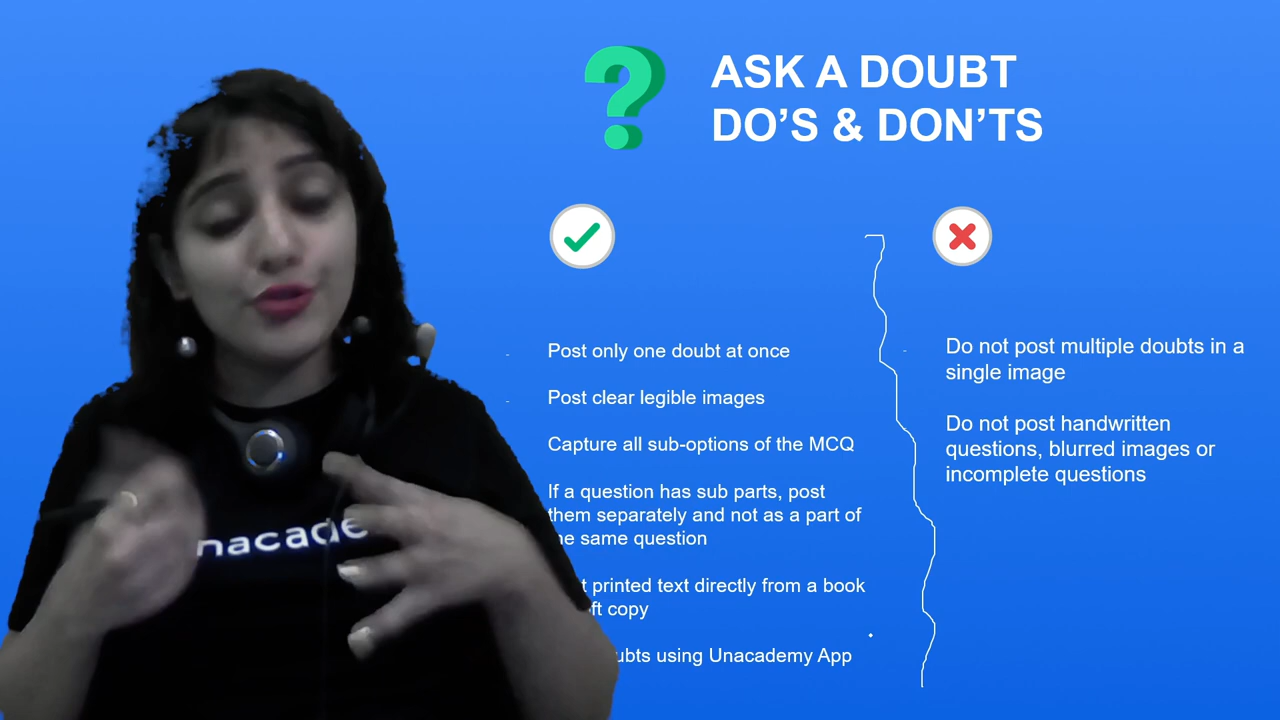 ASK A DOUBT
DO'S & DON'TS
Post only one doubt at once
Post clear legible images
Capture all sub-options of the MCQ
If a question has sub parts, post
them separately and not as a part of
same question
printed text directly from a book
copy
using Unacademy App
Do not post multiple doubts in a
single image
Do not post handwritten
questions, blurred images or
incomplete questions
nacade